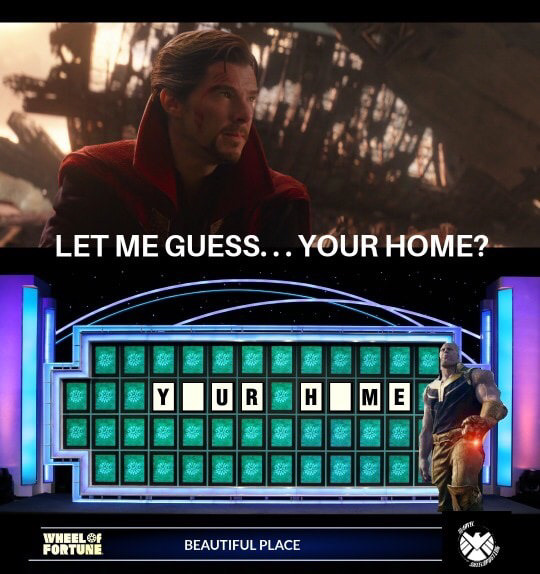 LET ME GUESS... YOUR HOME?
Y UR H ME
WHEEL OF
FORTUNE
BEAUTIFUL PLACE